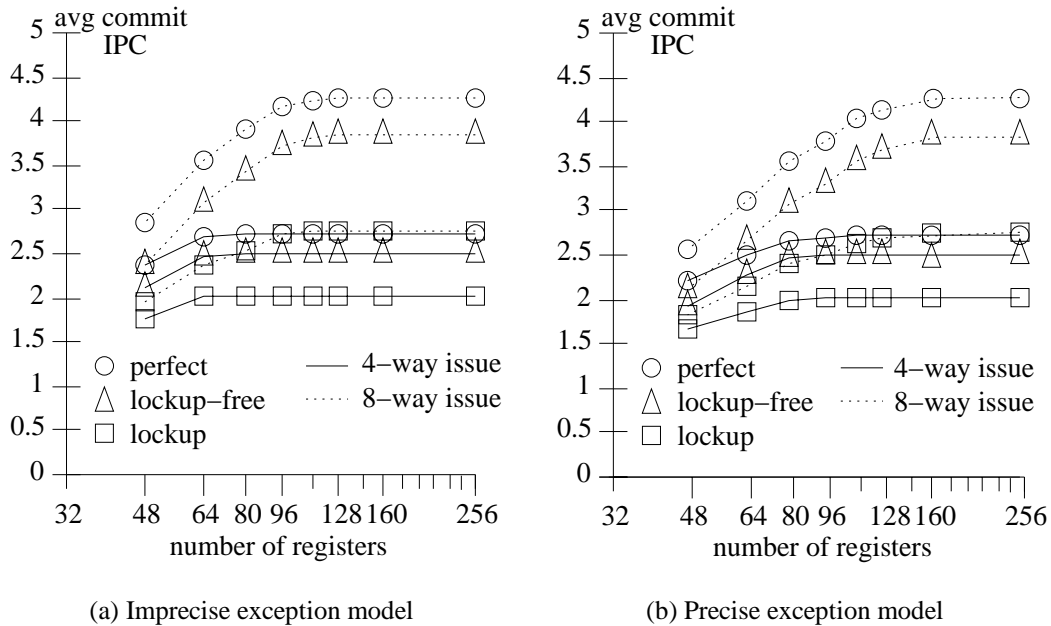 avg commit
IPC
5
4.5
4
3.5
3
2.5
2
1.5
1
0.5
0
perfect
lockup−free
lockup
4−way issue
8−way issue
32 48 64 80 96 128 160 256
number of registers
(a) Imprecise exception model
avg commit
IPC
5
4.5
4
3.5
3
2.5
2
1.5
1
0.5
0
perfect
lockup−free
lockup
4−way issue
8−way issue
32 48 64 80 96 128 160 256
number of registers
(b) Precise exception model